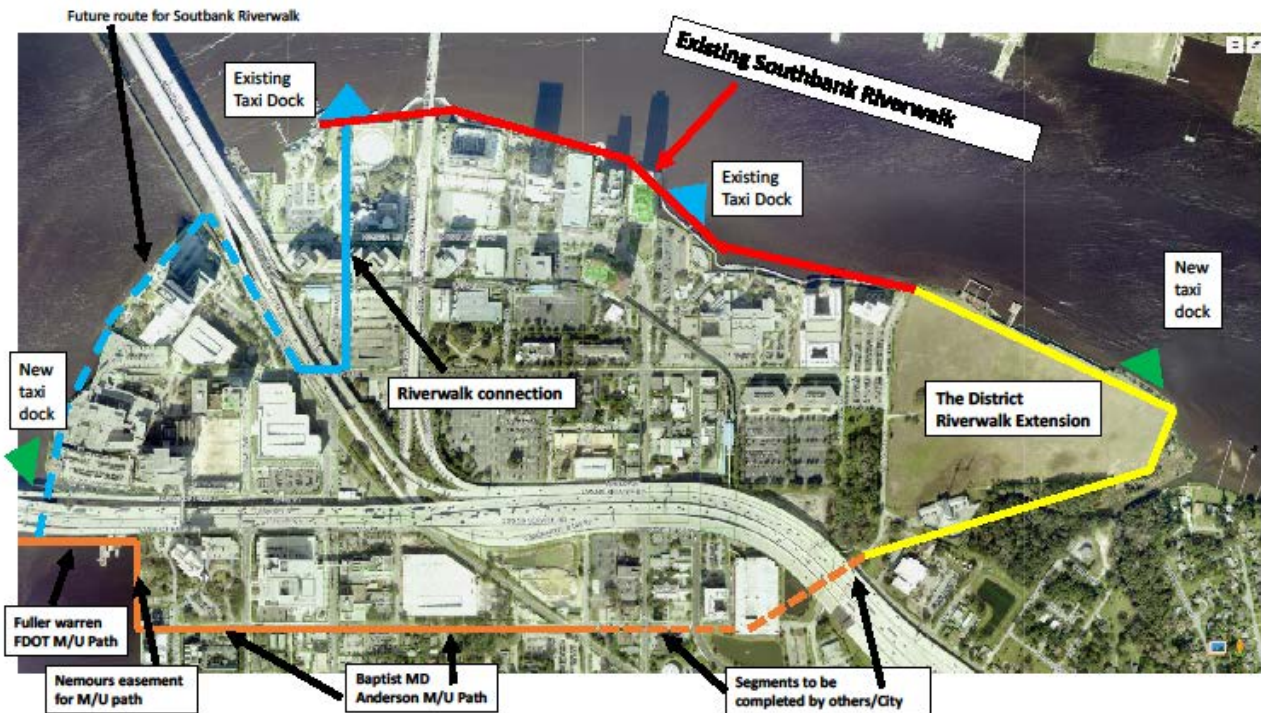 Future route for Soutbank Riverwalk
Existing
Taxi Dock
Existing Southbank Riverwalk
Existing
Taxi Dock
New
taxi
dock
New
taxi
dock
Riverwalk connection
The District
Riverwalk Extension
Fuller warren
FDOT M/U Path
Nemours easement
for M/U path
Baptist MD
Anderson M/U Path
Segments to be
completed by others/City